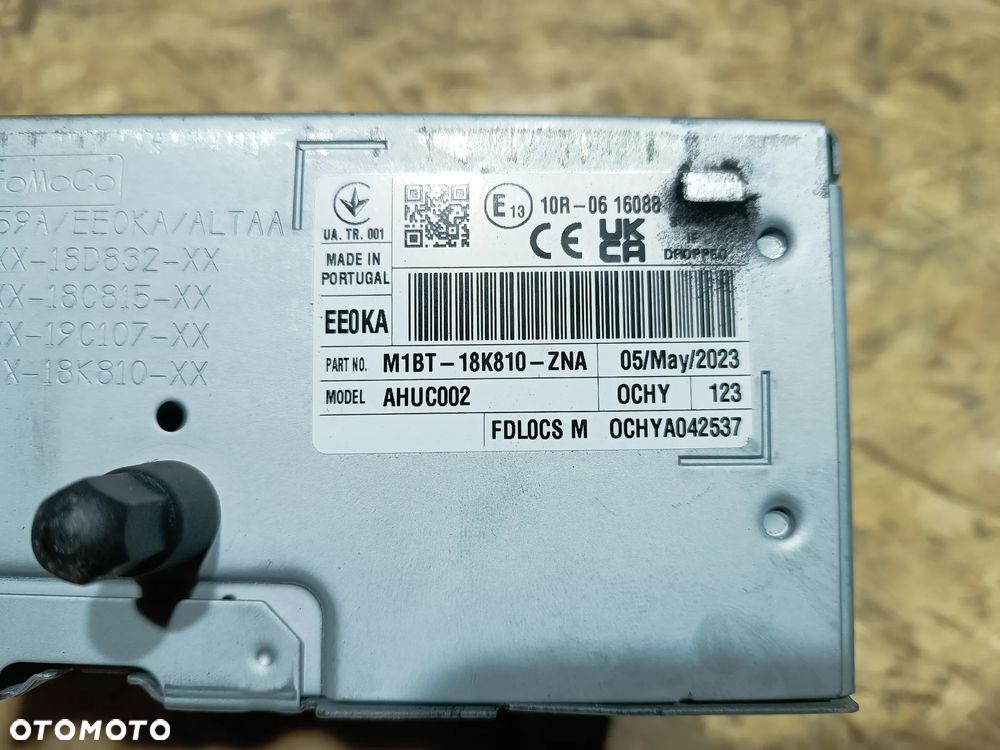 FoMoCo
59A/EE0KA/ALTAA
XX-18D832-XX
XX-18C815-XX
XX-19C107-XX
XX-18K810-XX
UA. TR. 001
MADE IN
PORTUGAL
EE0KA
E13 10R-06 16088
CE UK
CA
PART NO. M1BT-18K810-ZNA 05/May/2023
MODEL AHUC002 OCHY 123
FDLOCS M OCHYA042537
OTOMOTO